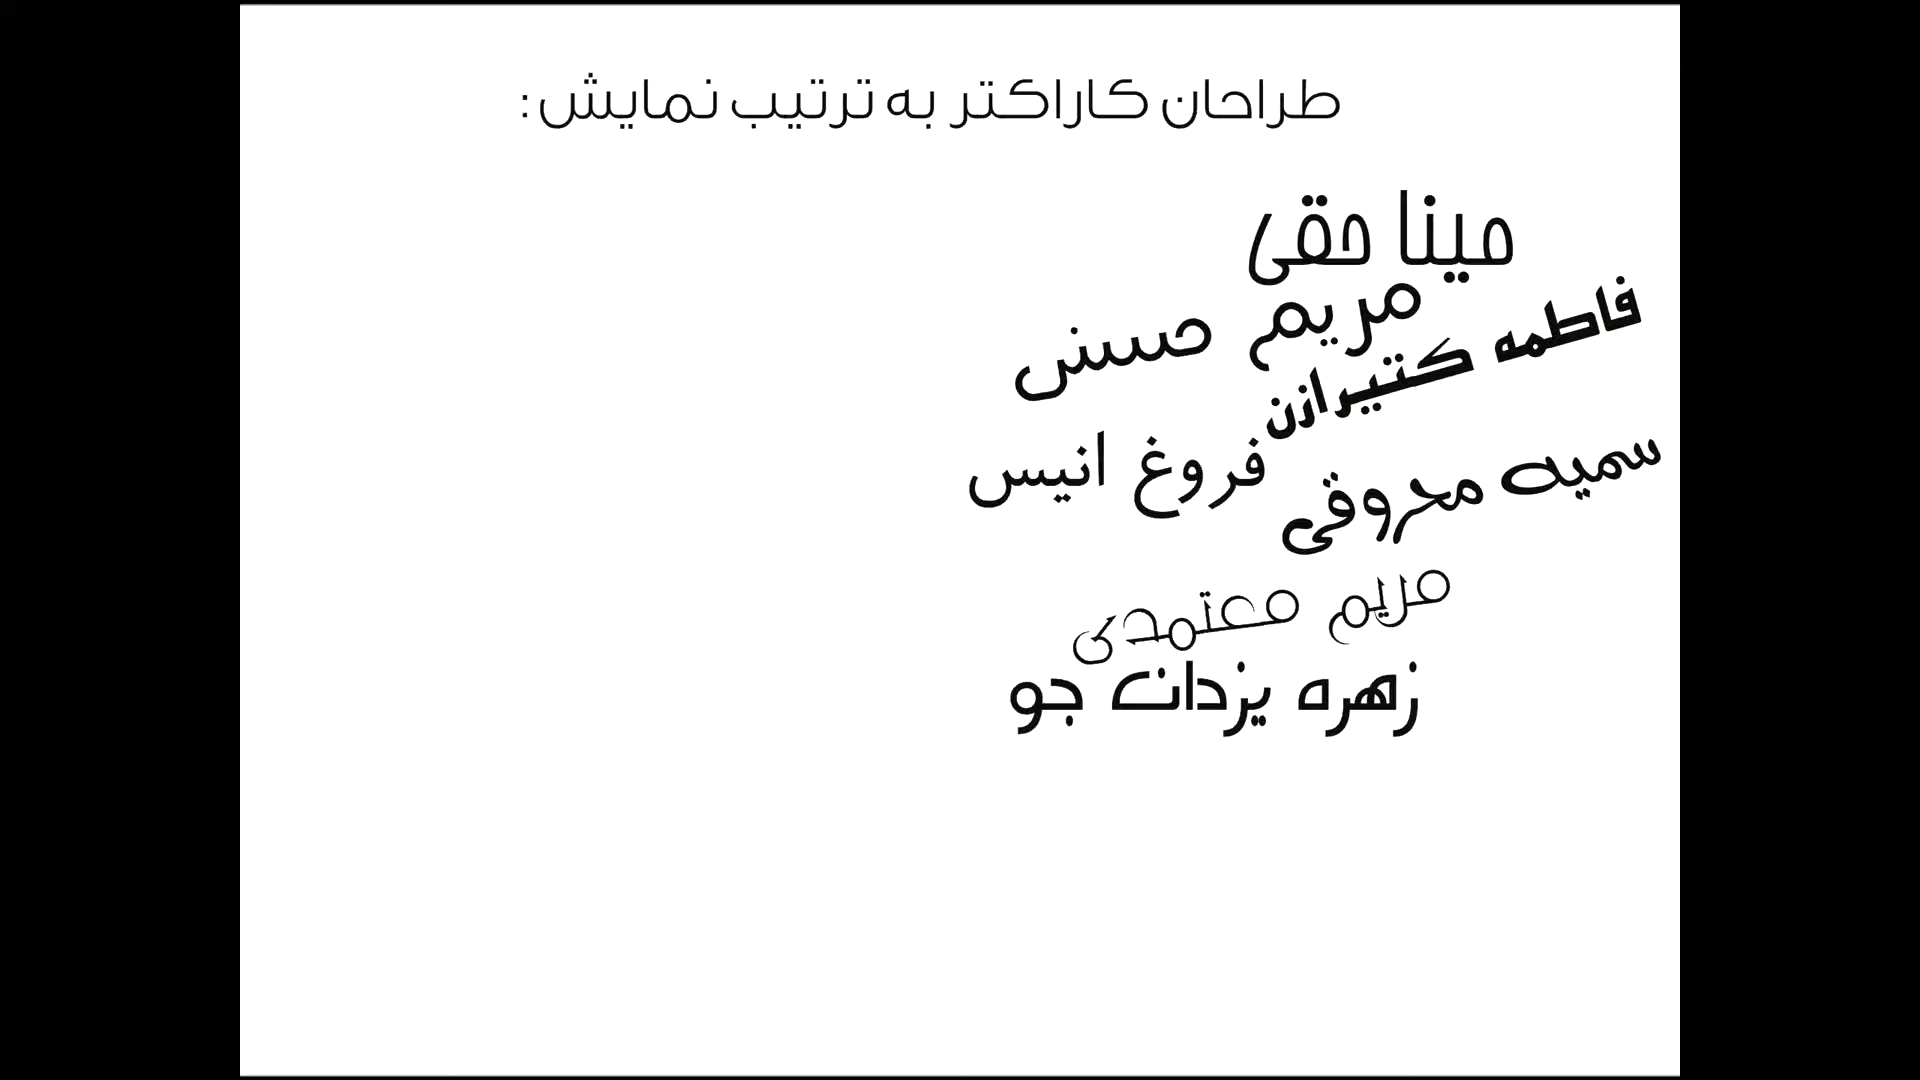 طراحان کاراکتر به ترتیب نمایش:
مینا حقی
مریم حسنی
فاطمه کتیرازن
فروغ انیس
سمیه محروقی
مریم معتمدی
زهره یزدان جو